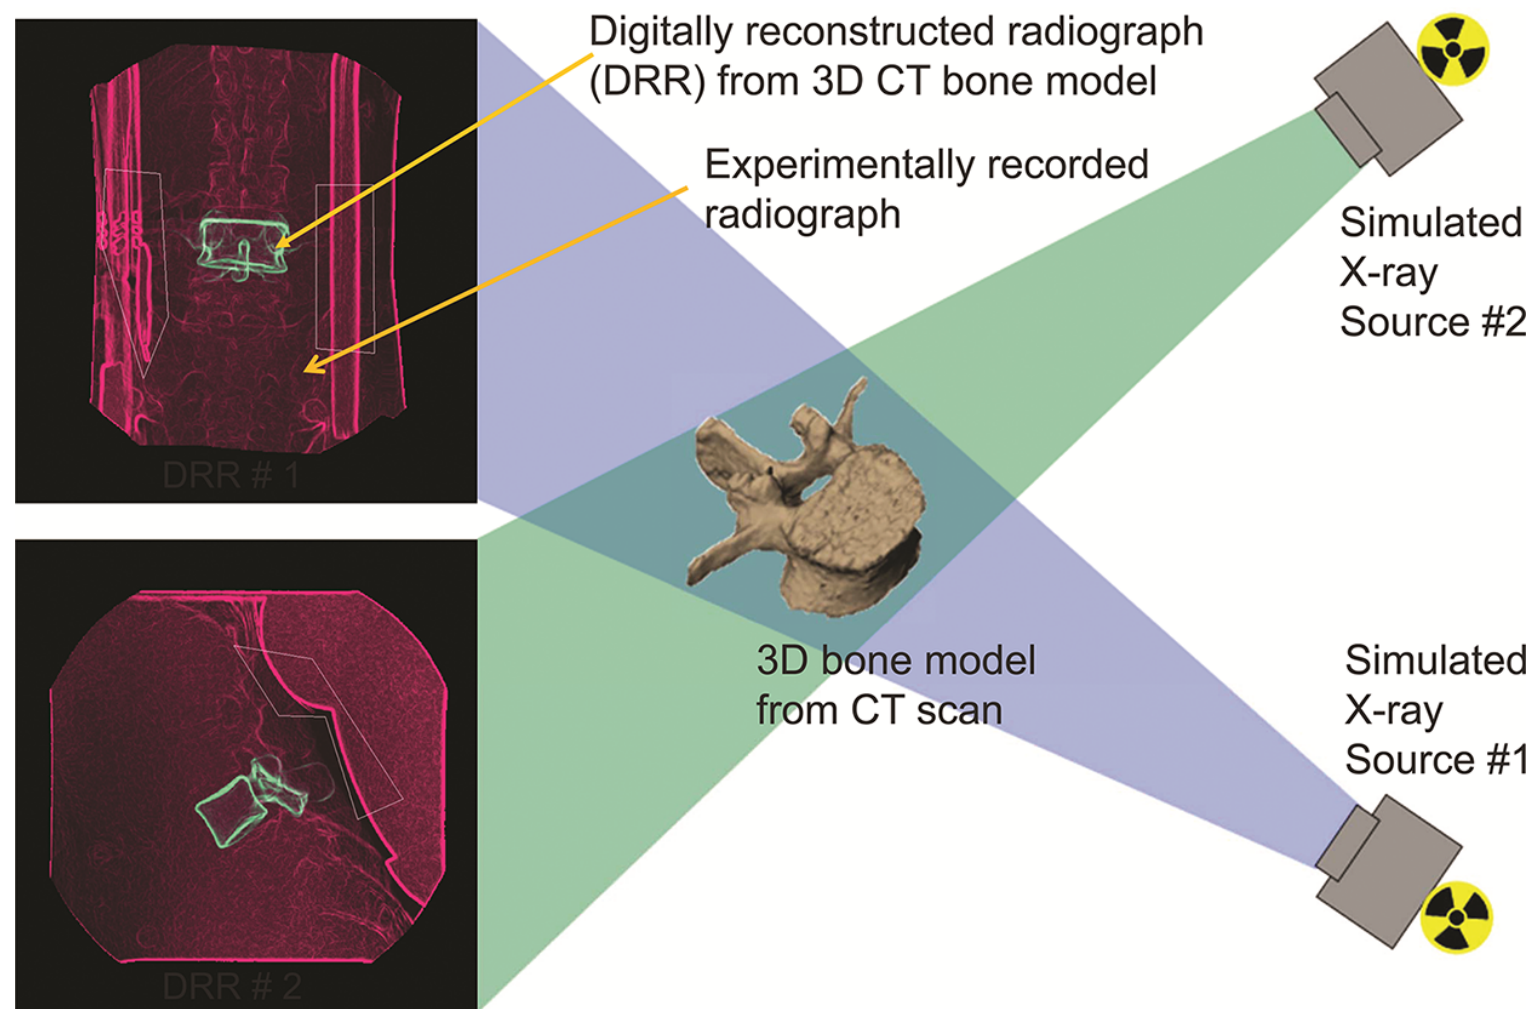 Digitally reconstructed radiograph
(DRR) from 3D CT bone model
Experimentally recorded
radiograph
Simulated
X-ray
Source #2
DRR # 1
3D bone model
from CT scan
Simulated
X-ray
Source #1
DRR # 2